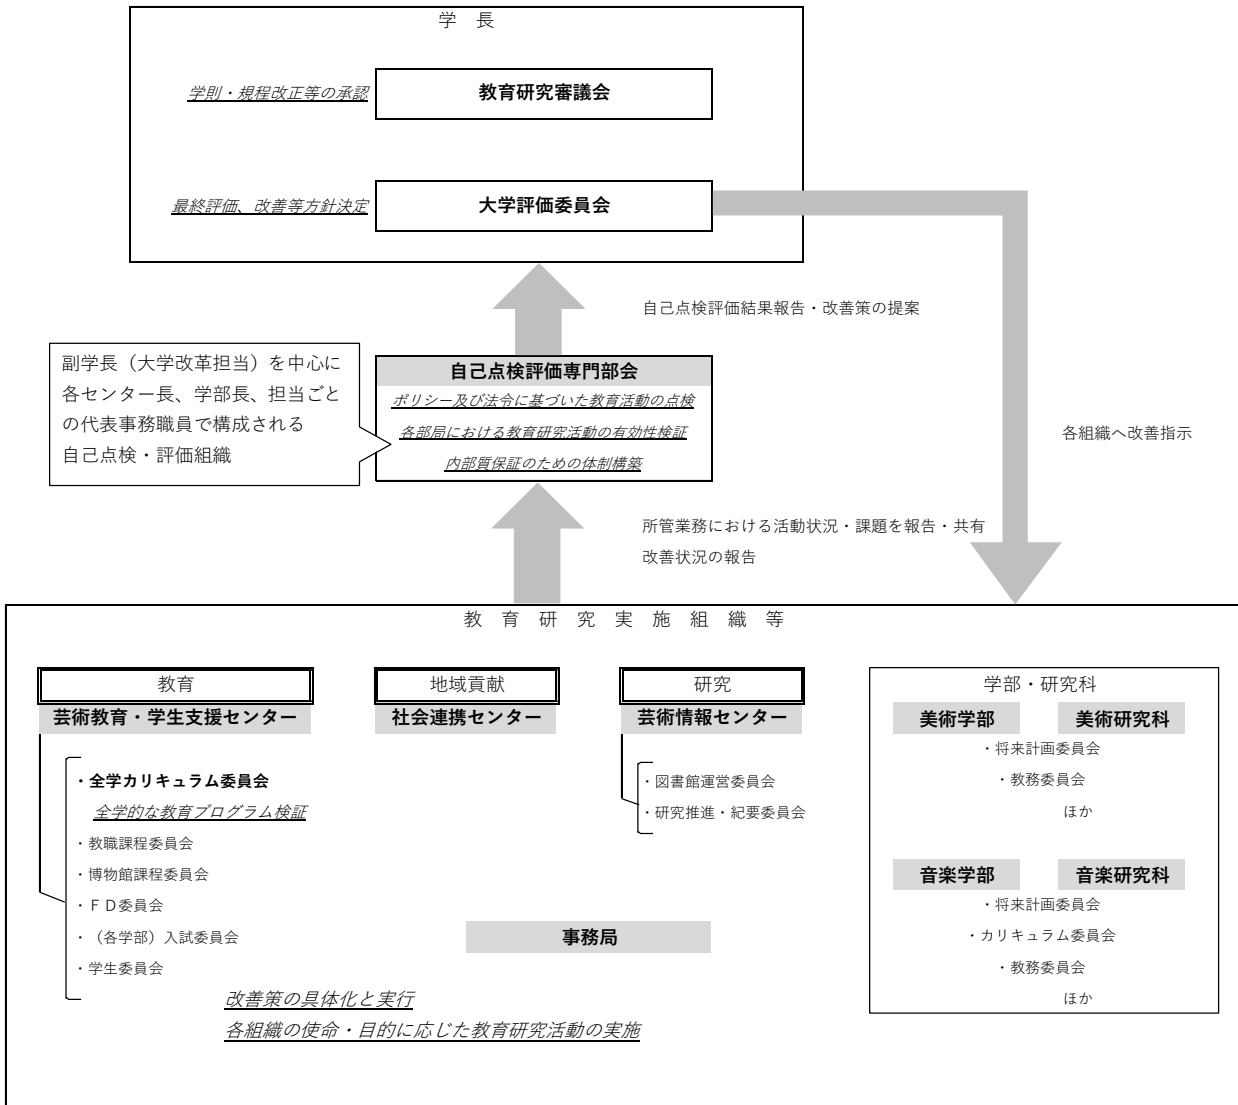 学　長
学則・規程改正等の承認
教育研究審議会
最終評価、改善等方針決定
大学評価委員会
自己点検評価結果報告・改善策の提案
副学長（大学改革担当）を中心に
各センター長、学部長、担当ごと
の代表事務職員で構成される
自己点検・評価組織
自己点検評価専門部会
ポリシー及び法令に基づいた教育活動の点検
各部局における教育研究活動の有効性検証
内部質保証のための体制構築
各組織へ改善指示
所管業務における活動状況・課題を報告・共有
改善状況の報告
教　育　研　究　実　施　組　織　等
教育
芸術教育・学生支援センター
・全学カリキュラム委員会
全学的な教育プログラム検証
・教職課程委員会
・博物館課程委員会
・ＦＤ委員会
・（各学部）入試委員会
・学生委員会
地域貢献
社会連携センター
研究
芸術情報センター
・図書館運営委員会
・研究推進・紀要委員会
事務局
改善策の具体化と実行
各組織の使命・目的に応じた教育研究活動の実施
学部・研究科
美術学部
美術研究科
・将来計画委員会
・教務委員会
ほか
音楽学部
音楽研究科
・将来計画委員会
・カリキュラム委員会
・教務委員会
ほか